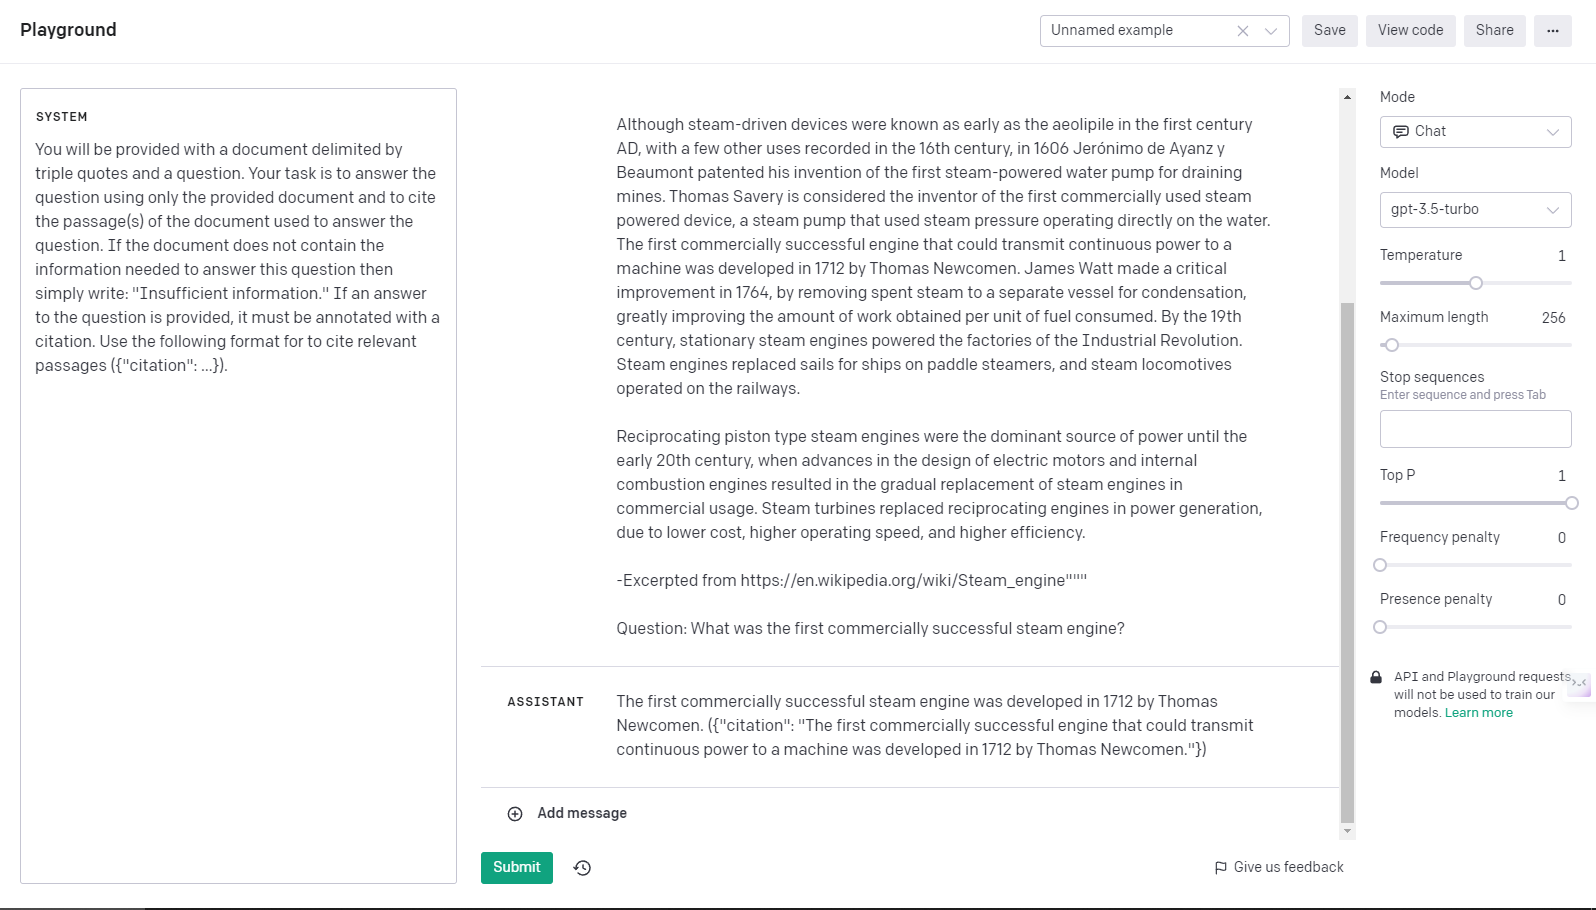 Playground
Unnamed example
Save
View code
Share
...
SYSTEM
You will be provided with a document delimited by
triple quotes and a question. Your task is to answer the
question using only the provided document and to cite
the passage(s) of the document used to answer the
question. If the document does not contain the
information needed to answer this question then
simply write: "Insufficient information." If an answer
to the question is provided, it must be annotated with a
citation. Use the following format for to cite relevant
passages ({"citation": ...}).
Although steam-driven devices were known as early as the aeolipile in the first century
AD, with a few other uses recorded in the 16th century, in 1606 Jerónimo de Ayanz y
Beaumont patented his invention of the first steam-powered water pump for draining
mines. Thomas Savery is considered the inventor of the first commercially used steam
powered device, a steam pump that used steam pressure operating directly on the water.
The first commercially successful engine that could transmit continuous power to a
machine was developed in 1712 by Thomas Newcomen. James Watt made a critical
improvement in 1764, by removing spent steam to a separate vessel for condensation,
greatly improving the amount of work obtained per unit of fuel consumed. By the 19th
century, stationary steam engines powered the factories of the Industrial Revolution.
Steam engines replaced sails for ships on paddle steamers, and steam locomotives
operated on the railways.
Reciprocating piston type steam engines were the dominant source of power until the
early 20th century, when advances in the design of electric motors and internal
combustion engines resulted in the gradual replacement of steam engines in
commercial usage. Steam turbines replaced reciprocating engines in power generation,
due to lower cost, higher operating speed, and higher efficiency.
-Excerpted from https://en.wikipedia.org/wiki/Steam_engine"""
Question: What was the first commercially successful steam engine?
ASSISTANT
The first commercially successful steam engine was developed in 1712 by Thomas
Newcomen. ({"citation": "The first commercially successful engine that could transmit
continuous power to a machine was developed in 1712 by Thomas Newcomen."})
Add message
Submit
Give us feedback
Mode
Chat
Model
gpt-3.5-turbo
Temperature 1
Maximum length 256
Stop sequences
Enter sequence and press Tab
Top P 1
Frequency penalty 0
Presence penalty 0
API and Playground requests
will not be used to train our
models. Learn more